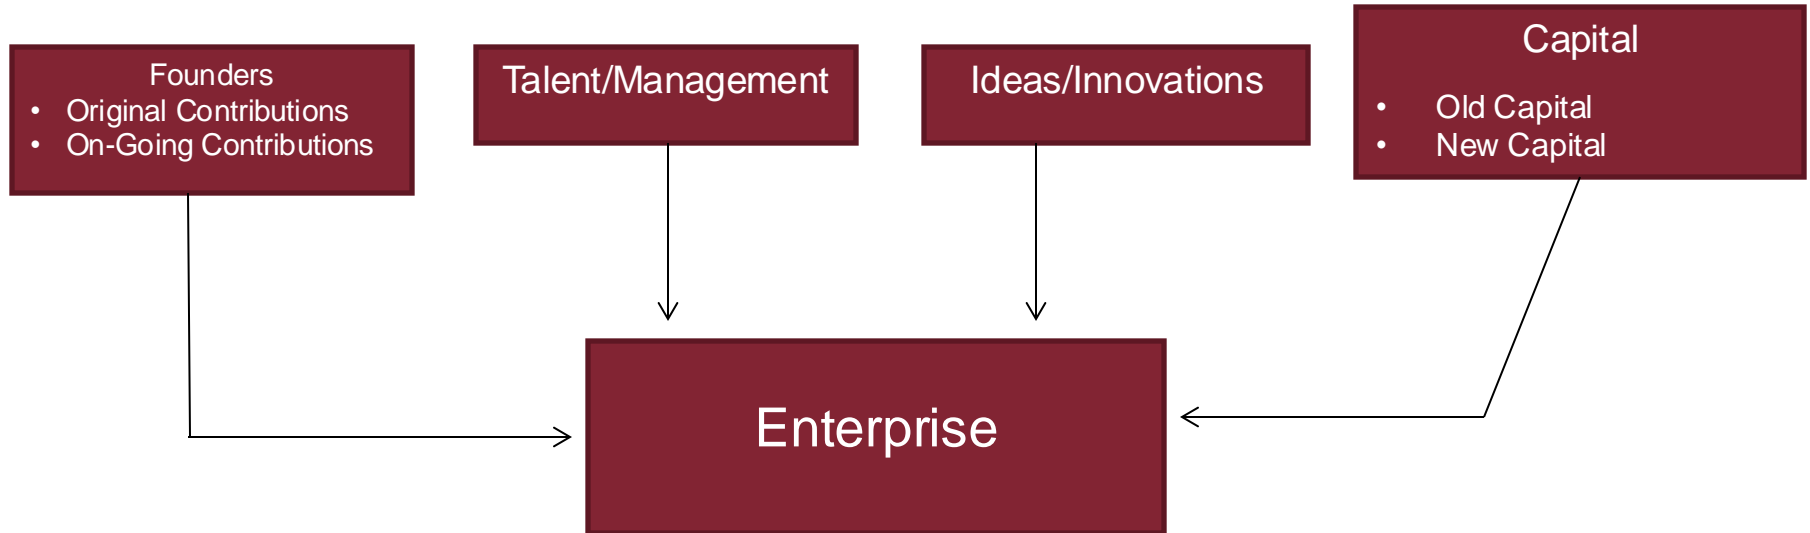 Founders
• Original Contributions
• On-Going Contributions
Talent/Management
Ideas/Innovations
Capital
• Old Capital
• New Capital
Enterprise